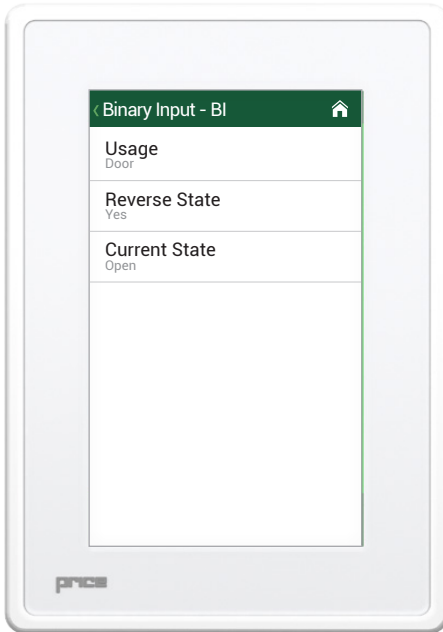 Binary Input - BI
Usage
Door
Reverse State
Yes
Current State
Open
price